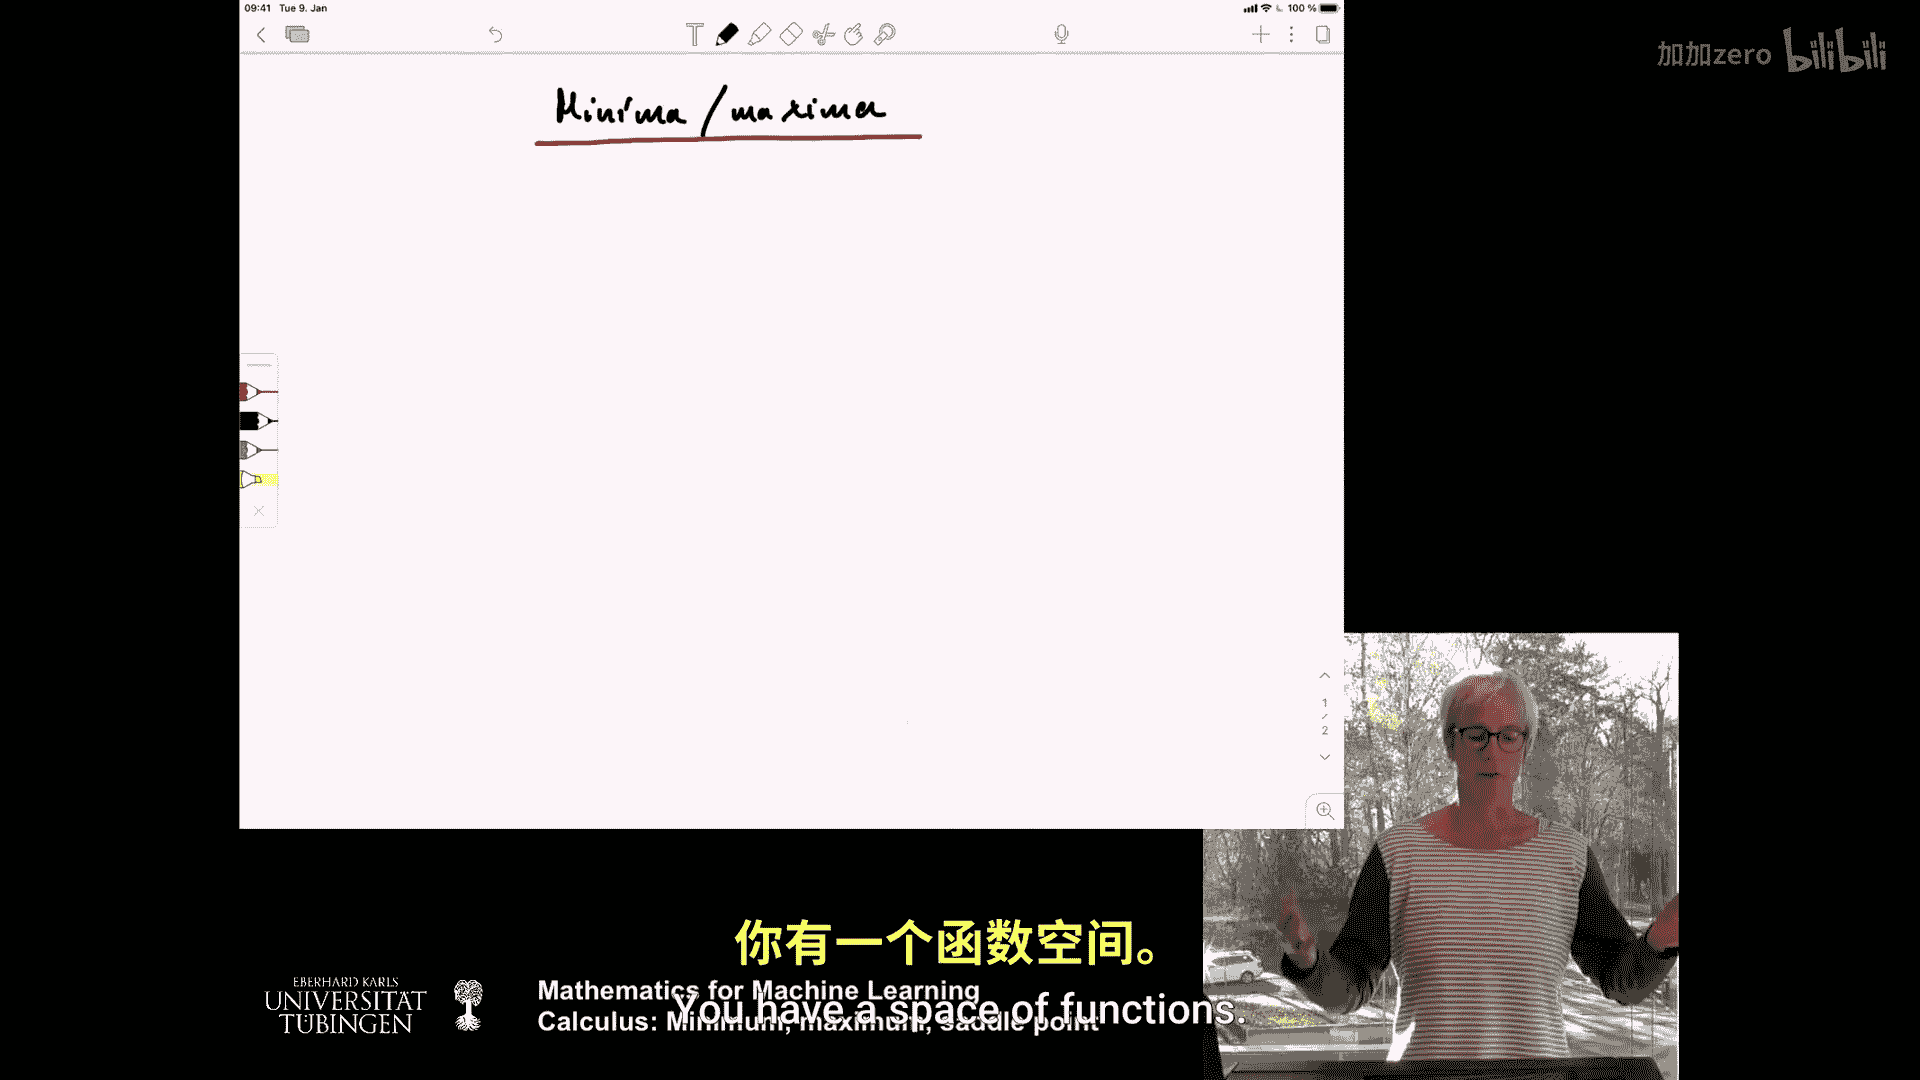 09:41 Tue 9. Jan
100 %
加加zero bilibili
T
Minima / maxima
1
2
你有一个函数空间。
You have a space of functions.
EBERHARD KARLS
UNIVERSITÄT
TÜBINGEN
Mathematics for Machine Learning
Calculus: Minimum, maximum, saddle point